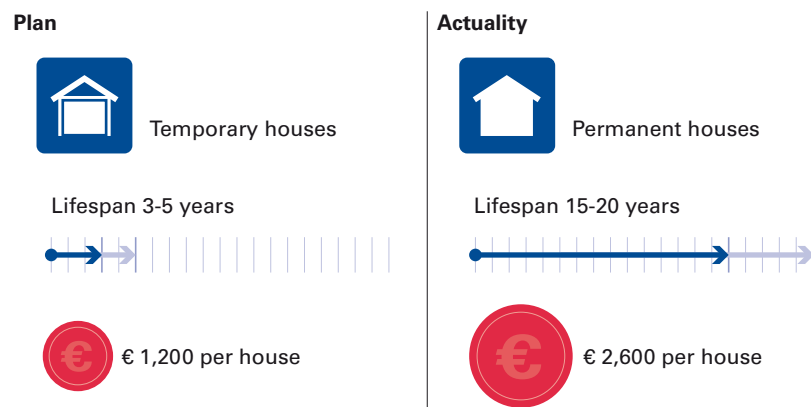 Plan
Temporary houses
Lifespan 3-5 years
€
€ 1,200 per house
Actuality
Permanent houses
Lifespan 15-20 years
€
€ 2,600 per house